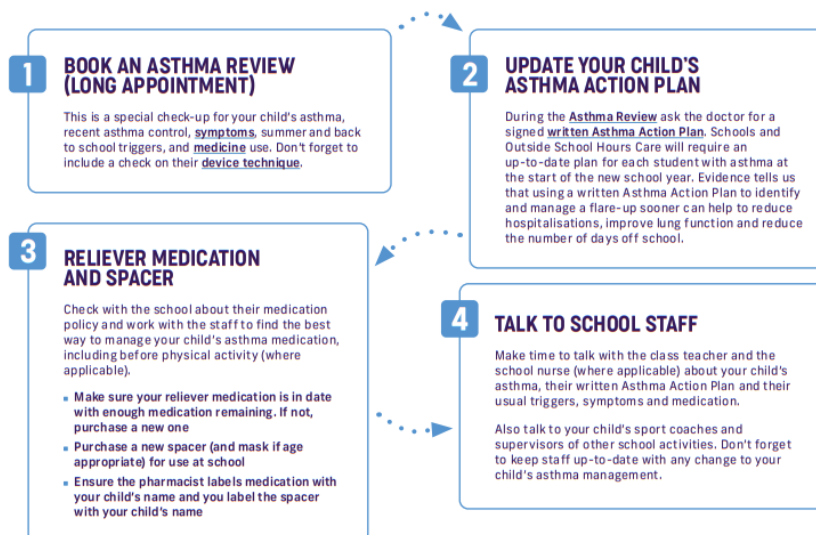 1
BOOK AN ASTHMA REVIEW
(LONG APPOINTMENT)
This is a special check-up for your child's asthma,
recent asthma control, symptoms, summer and back
to school triggers, and medicine use. Don't forget to
include a check on their device technique.
2
UPDATE YOUR CHILD'S
ASTHMA ACTION PLAN
During the Asthma Review ask the doctor for a
signed written Asthma Action Plan. Schools and
Outside School Hours Care will require an
up-to-date plan for each student with asthma at
the start of the new school year. Evidence tells us
that using a written Asthma Action Plan to identify
and manage a flare-up sooner can help to reduce
hospitalisations, improve lung function and reduce
the number of days off school.
3
RELIEVER MEDICATION
AND SPACER
Check with the school about their medication
policy and work with the staff to find the best
way to manage your child's asthma medication,
including before physical activity (where
applicable).
Make sure your reliever medication is in date
with enough medication remaining. If not,
purchase a new one
Purchase a new spacer (and mask if age
appropriate) for use at school
Ensure the pharmacist labels medication with
your child's name and you label the spacer
with your child's name
4
TALK TO SCHOOL STAFF
Make time to talk with the class teacher and the
school nurse (where applicable) about your child's
asthma, their written Asthma Action Plan and their
usual triggers, symptoms and medication.
Also talk to your child's sport coaches and
supervisors of other school activities. Don't forget
to keep staff up-to-date with any change to your
child's asthma management.